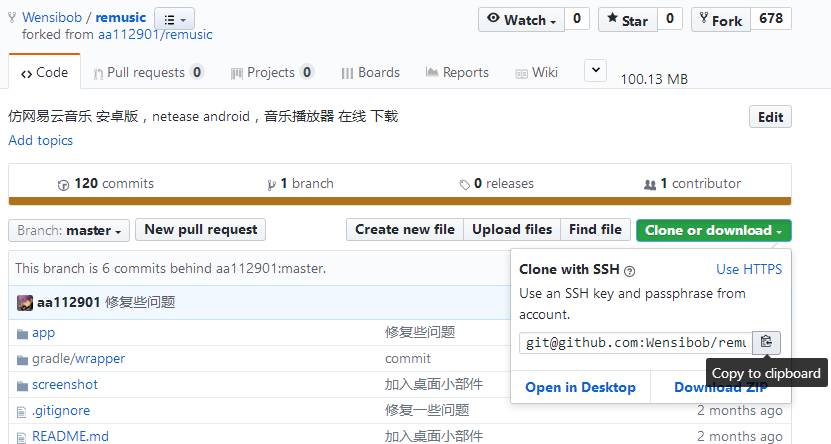 Wensibob / remusic
Watch 0 Star 0 Fork 678
forked from aa112901/remusic
<> Code Pull requests 0 Projects 0 Boards Reports Wiki 100.13 MB
仿网易云音乐 安卓版，netease android，音乐播放器 在线 下载 Edit
Add topics
120 commits 1 branch 0 releases 1 contributor
Branch: master New pull request Create new file Upload files Find file Clone or download
This branch is 6 commits behind aa112901:master.
Clone with SSH ? Use HTTPS
Use an SSH key and passphrase from
account.
git@github.com:Wensibob/remu
Copy to clipboard
Open in Desktop Download ZIP
aa112901 修复些问题
app 修复些问题
gradle/wrapper commit
screenshot 加入桌面小部件
.gitignore 修复一些问题 2 months ago
README.md 加入桌面小部件 2 months ago